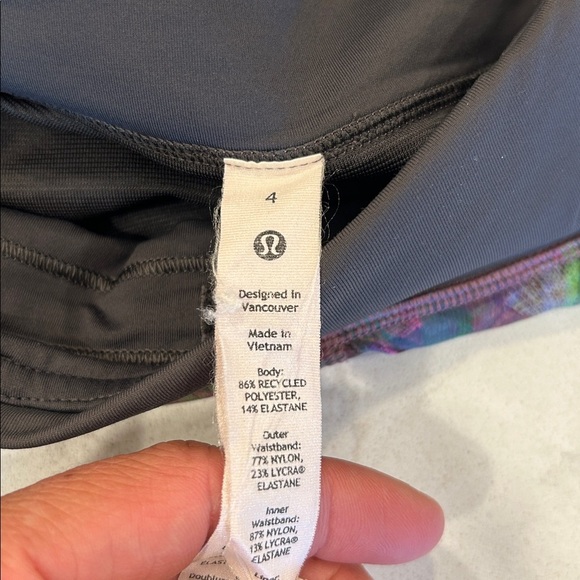 4
Designed in
Vancouver
Made in
Vietnam
Body:
86% RECYCLED
POLYESTER,
14% ELASTANE
Outer
Waistband:
77% NYLON,
23% LYCRA®
ELASTANE
Inner
Waistband:
87% NYLON,
13% LYCRA®
ELASTANE
Liner